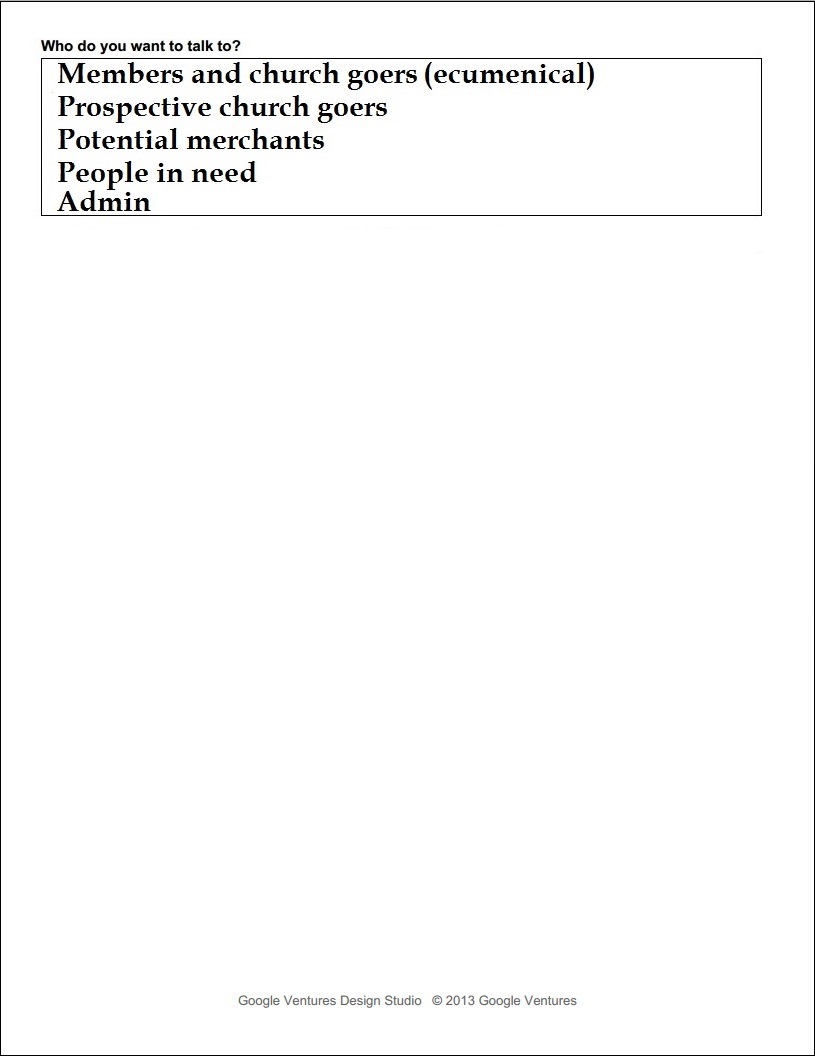 Who do you want to talk to?
Members and church goers (ecumenical)
Prospective church goers
Potential merchants
People in need
Admin
Google Ventures Design Studio © 2013 Google Ventures